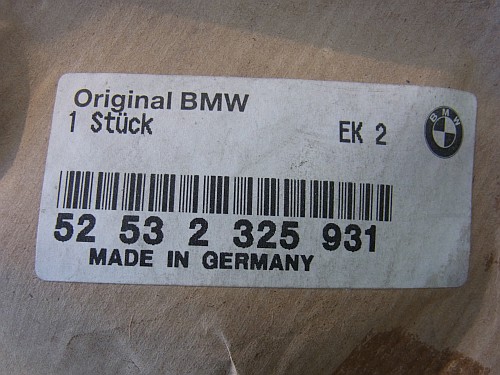 Original BMW
1 Stück EK 2
BMW
52 53 2 325 931
MADE IN GERMANY